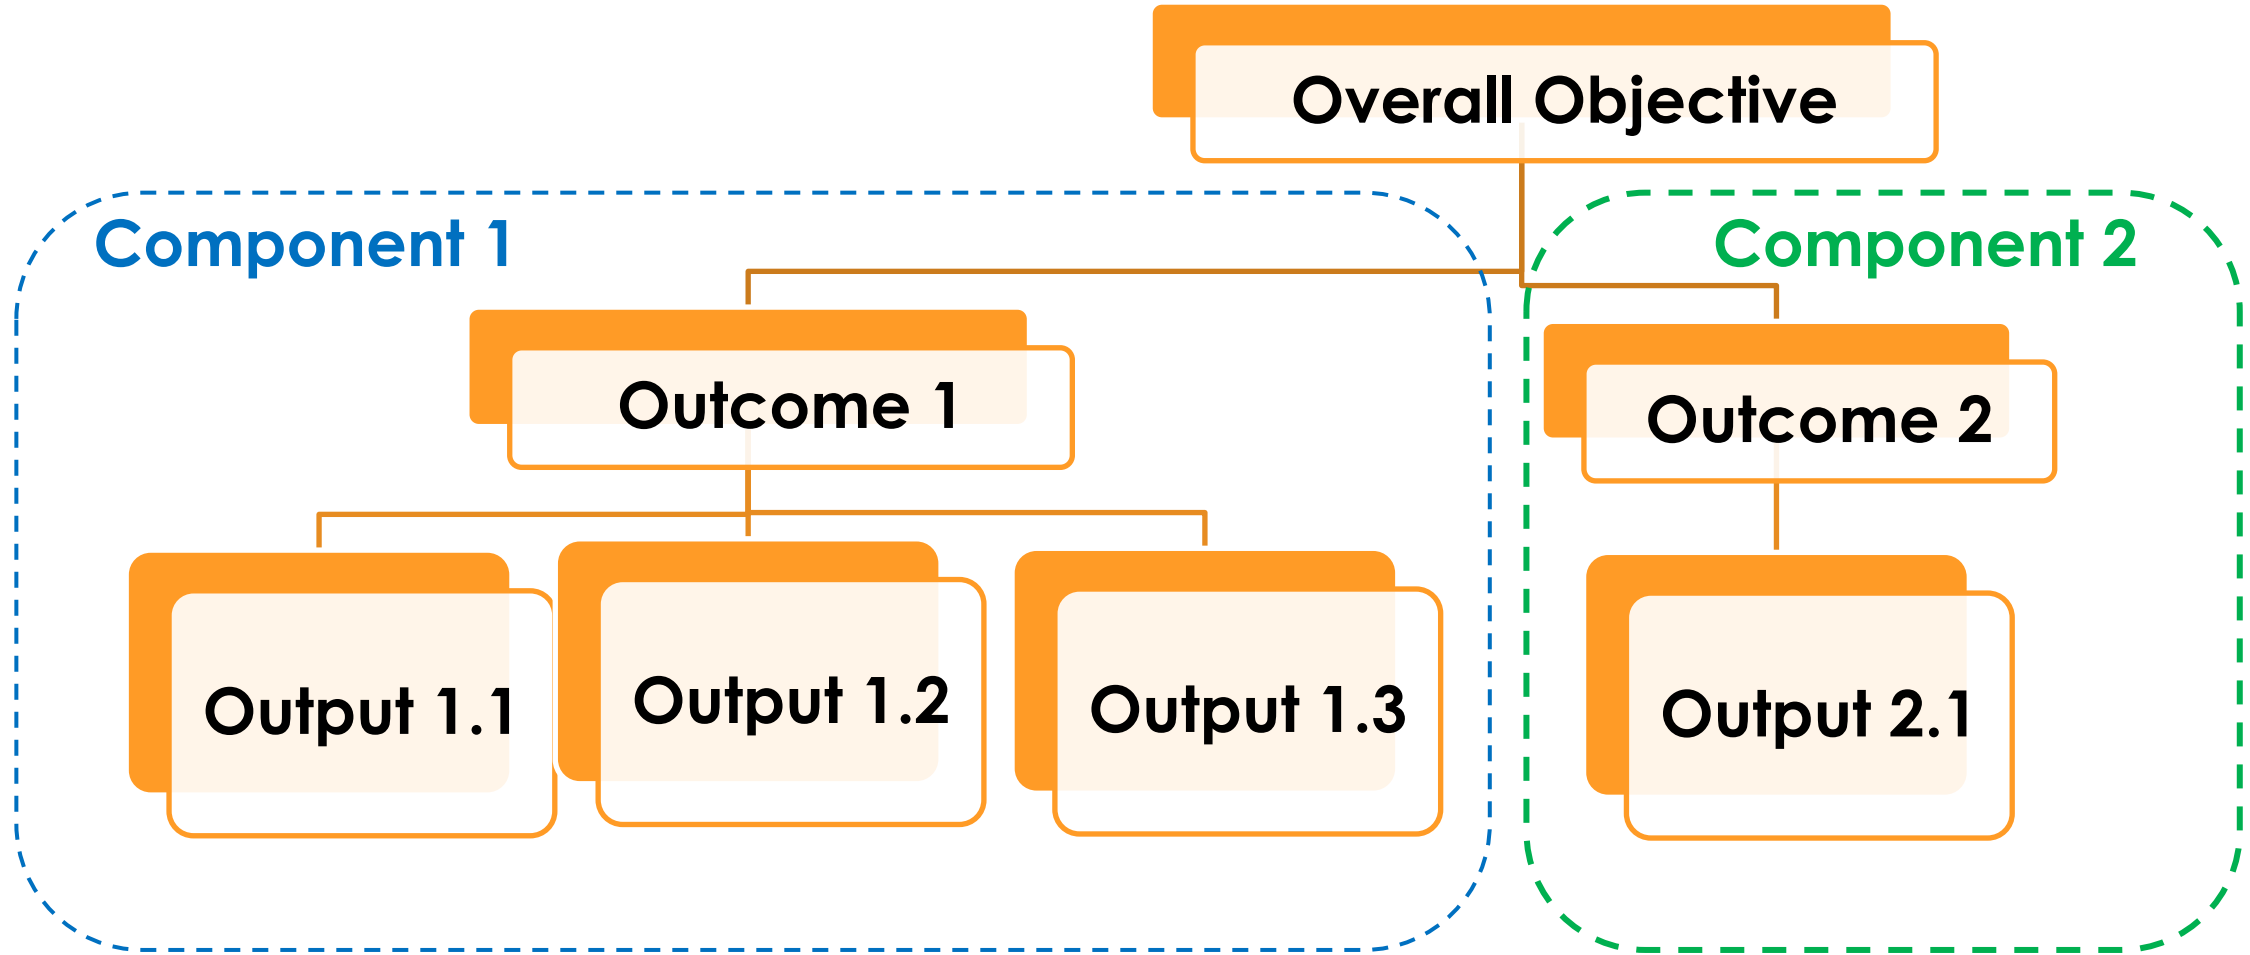 Overall Objective
Component 1
Component 2
Outcome 1
Outcome 2
Output 1.1
Output 1.2
Output 1.3
Output 2.1